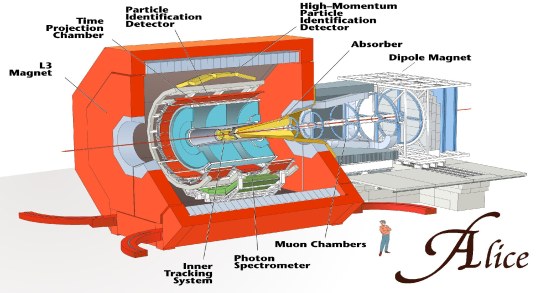 Time
Projection
Chamber
Particle
Identification
Detector
High-Momentum
Particle
Identification
Detector
Absorber
Dipole Magnet
L3
Magnet
Muon Chambers
Inner
Tracking
System
Photon
Spectrometer
Alice